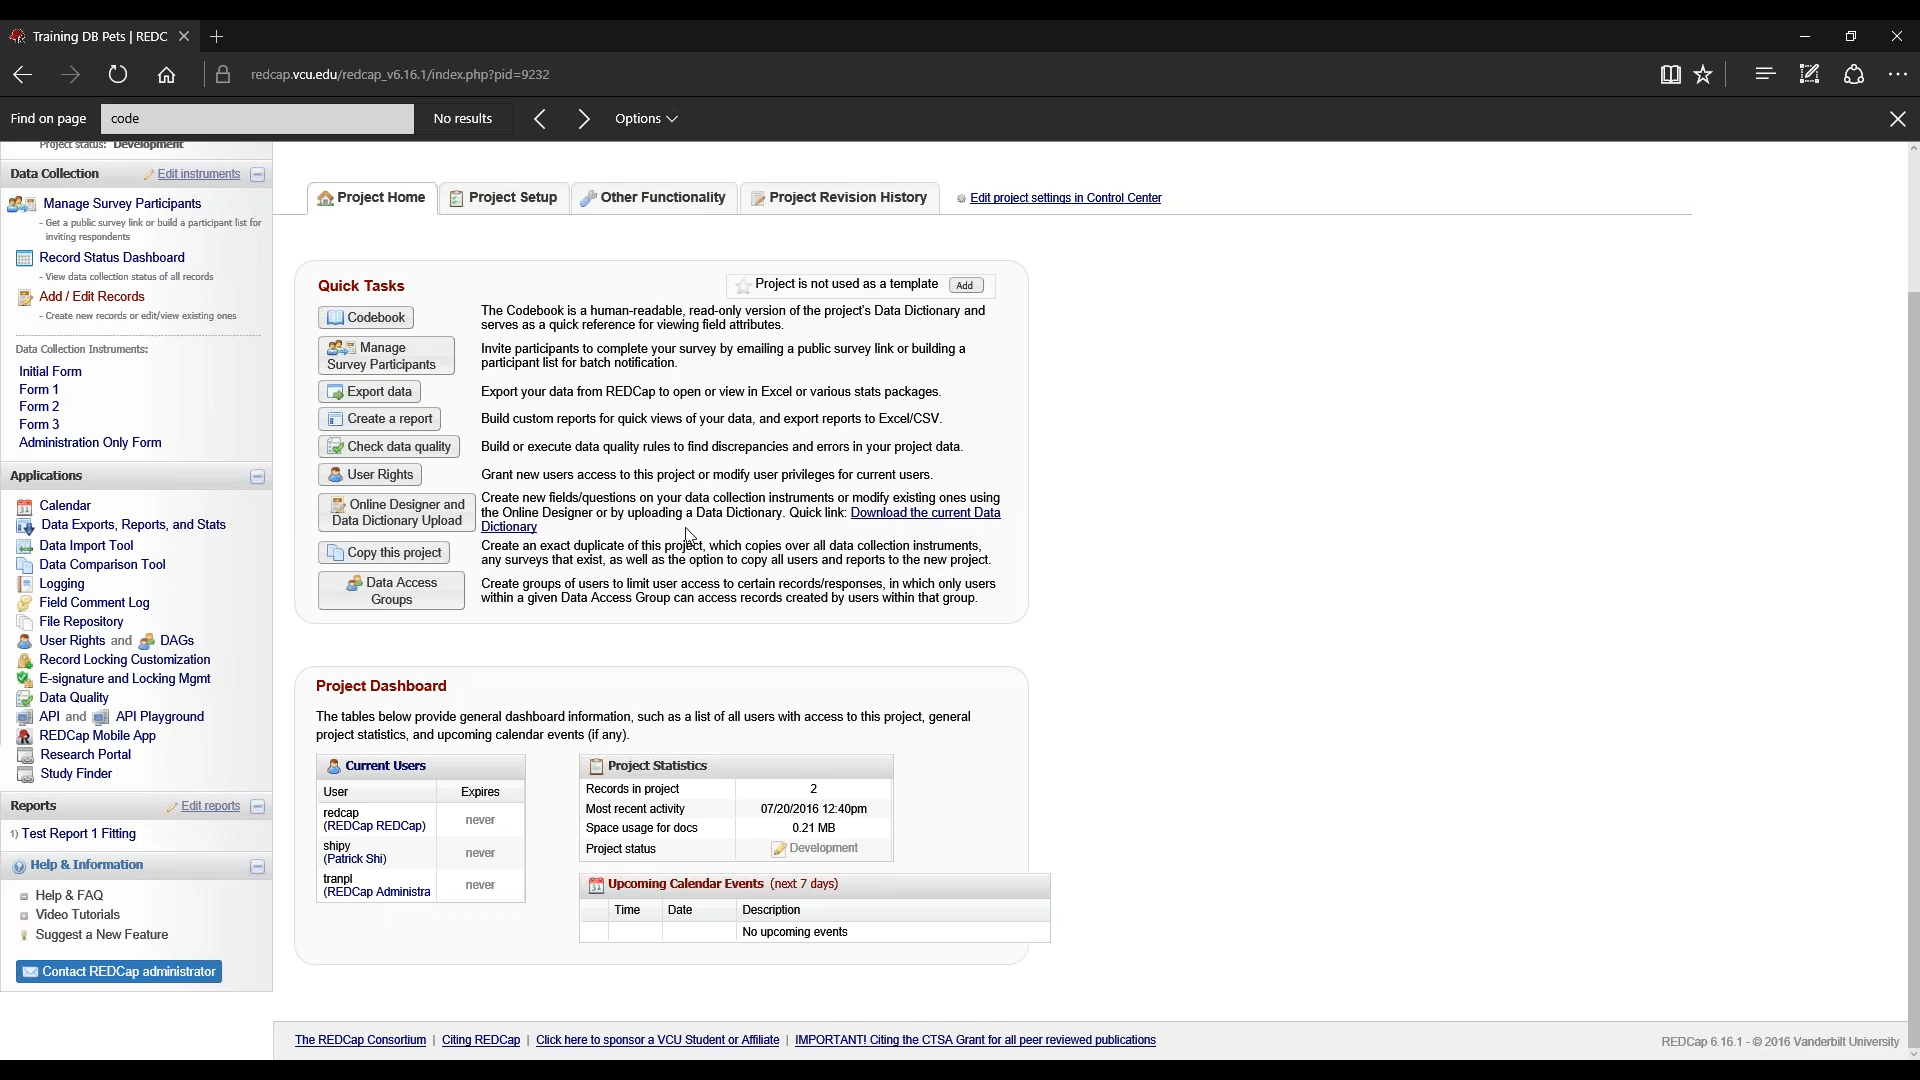 Training DB Pets | REDC
redcap.vcu.edu/redcap_v6.16.1/index.php?pid=9232
Find on page code No results Options
Project status: Development
Data Collection Edit instruments
Manage Survey Participants
- Get a public survey link or build a participant list for
inviting respondents
Record Status Dashboard
- View data collection status of all records
Add / Edit Records
- Create new records or edit/view existing ones
Data Collection Instruments:
Initial Form
Form 1
Form 2
Form 3
Administration Only Form
Applications
Calendar
Data Exports, Reports, and Stats
Data Import Tool
Data Comparison Tool
Logging
Field Comment Log
File Repository
User Rights and DAGs
Record Locking Customization
E-signature and Locking Mgmt
Data Quality
API and API Playground
REDCap Mobile App
Research Portal
Study Finder
Reports Edit reports
1) Test Report 1 Fitting
Help & Information
Help & FAQ
Video Tutorials
Suggest a New Feature
Contact REDCap administrator
Project Home Project Setup Other Functionality Project Revision History Edit project settings in Control Center
Quick Tasks
Project is not used as a template Add
Codebook
The Codebook is a human-readable, read-only version of the project's Data Dictionary and
serves as a quick reference for viewing field attributes.
Manage
Survey Participants
Invite participants to complete your survey by emailing a public survey link or building a
participant list for batch notification.
Export data
Export your data from REDCap to open or view in Excel or various stats packages.
Create a report
Build custom reports for quick views of your data, and export reports to Excel/CSV.
Check data quality
Build or execute data quality rules to find discrepancies and errors in your project data.
User Rights
Grant new users access to this project or modify user privileges for current users.
Online Designer and
Data Dictionary Upload
Create new fields/questions on your data collection instruments or modify existing ones using
the Online Designer or by uploading a Data Dictionary. Quick link: Download the current Data
Dictionary
Copy this project
Create an exact duplicate of this project, which copies over all data collection instruments,
any surveys that exist, as well as the option to copy all users and reports to the new project.
Data Access
Groups
Create groups of users to limit user access to certain records/responses, in which only users
within a given Data Access Group can access records created by users within that group.
Project Dashboard
The tables below provide general dashboard information, such as a list of all users with access to this project, general
project statistics, and upcoming calendar events (if any).
Current Users
User Expires
redcap
(REDCap REDCap) never
shipy
(Patrick Shi) never
tranpl
(REDCap Administra never
Project Statistics
Records in project 2
Most recent activity 07/20/2016 12:40pm
Space usage for docs 0.21 MB
Project status Development
Upcoming Calendar Events (next 7 days)
Time Date Description
No upcoming events
The REDCap Consortium | Citing REDCap | Click here to sponsor a VCU Student or Affiliate | IMPORTANT! Citing the CTSA Grant for all peer reviewed publications
REDCap 6.16.1 - © 2016 Vanderbilt University